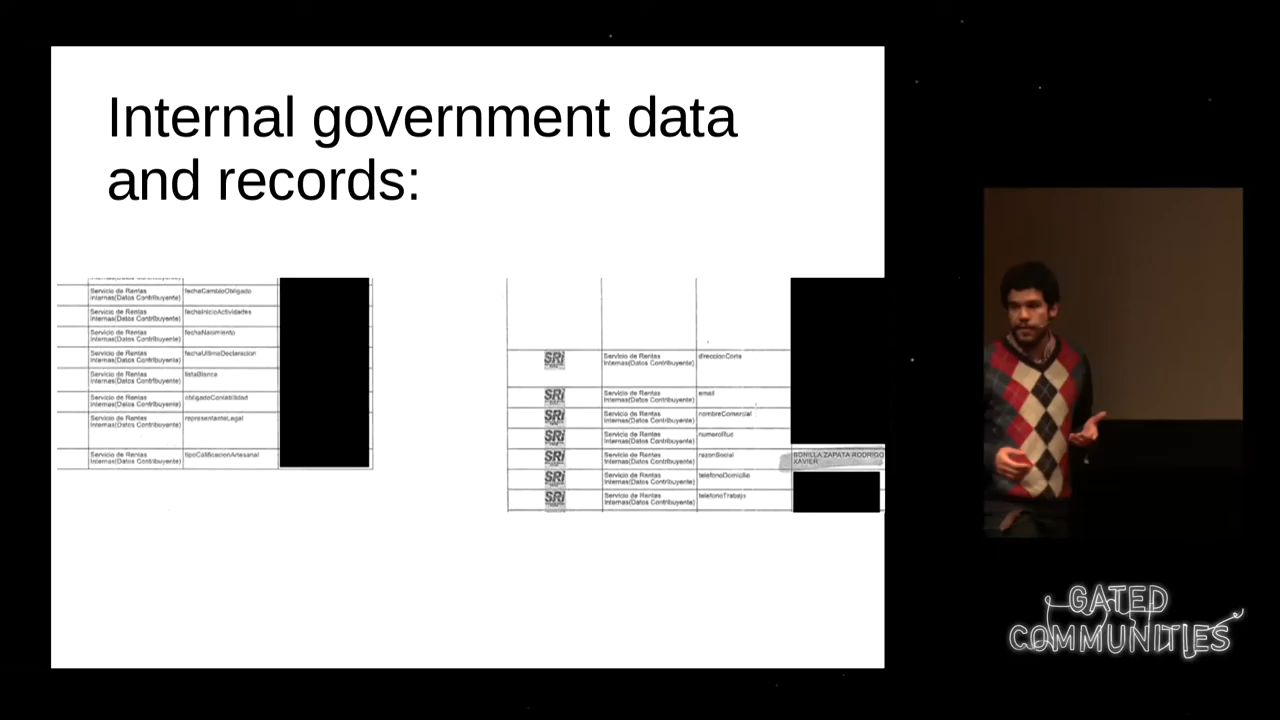 Internal government data
and records:
Servicio de Rentas
Internas(Datos Contribuyente)
fechaCambioObligado
Servicio de Rentas
Internas(Datos Contribuyente)
fechaInicioActividades
Servicio de Rentas
Internas(Datos Contribuyente)
fechaNacimiento
Servicio de Rentas
Internas(Datos Contribuyente)
fechaUltimaDeclaracion
Servicio de Rentas
Internas(Datos Contribuyente)
listaBlanca
Servicio de Rentas
Internas(Datos Contribuyente)
obligadoContabilidad
Servicio de Rentas
Internas(Datos Contribuyente)
representanteLegal
Servicio de Rentas
Internas(Datos Contribuyente)
tipoCalificacionArtesanal
SRi
Servicio de Rentas
Internas(Datos Contribuyente)
direccionCorta
SRi
Servicio de Rentas
Internas(Datos Contribuyente)
email
SRi
Servicio de Rentas
Internas(Datos Contribuyente)
nombreComercial
SRi
Servicio de Rentas
Internas(Datos Contribuyente)
numeroRuc
SRi
Servicio de Rentas
Internas(Datos Contribuyente)
razonSocial
BONILLA ZAPATA RODRIGO
XAVIER
SRi
Servicio de Rentas
Internas(Datos Contribuyente)
telefonoDomicilio
SRi
Servicio de Rentas
Internas(Datos Contribuyente)
telefonoTrabajo
GATED
COMMUNITIES